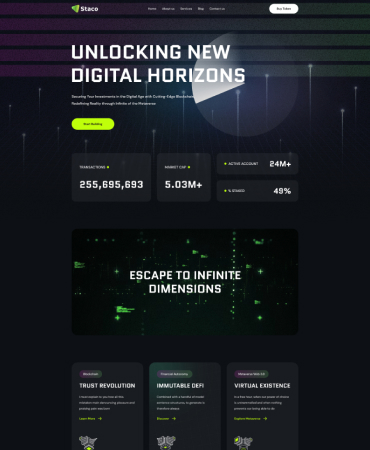 Staco
Home About us Services Blog Contact us
Buy Token
UNLOCKING NEW
DIGITAL HORIZONS
Securing Your Investments in the Digital Age with Cutting-Edge Blockchain
Redefining Reality through Infinite of the Metaverse
Start Staking
TRANSACTIONS
255,695,693
MARKET CAP
5.03M+
ACTIVE ACCOUNT
24M+
% STAKED
49%
ESCAPE TO INFINITE
DIMENSIONS
Blockchain
TRUST REVOLUTION
Learn More
Financial Autonomy
IMMUTABLE DEFI
Discover
Metaverse Web 3.0
VIRTUAL EXISTENCE
Explore Metaverse